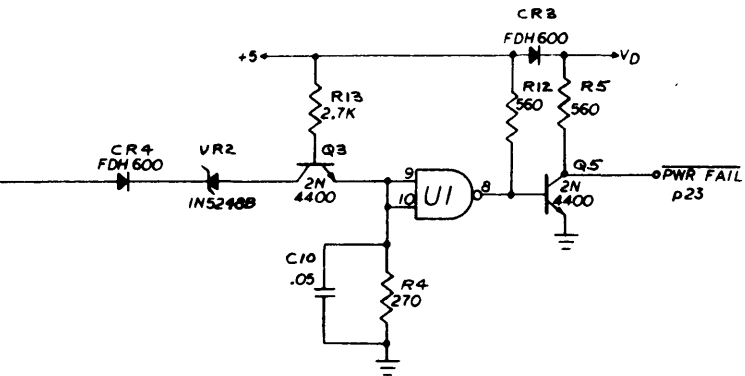 CR3
FDH600
+5
VD
R13
2.7K
R12
560
R5
560
CR4
FDH600
VR2
Q3
1N5248B
2N
4400
9
10
U1
8
Q5
2N
4400
PWR FAIL
p23
C10
.05
R4
270